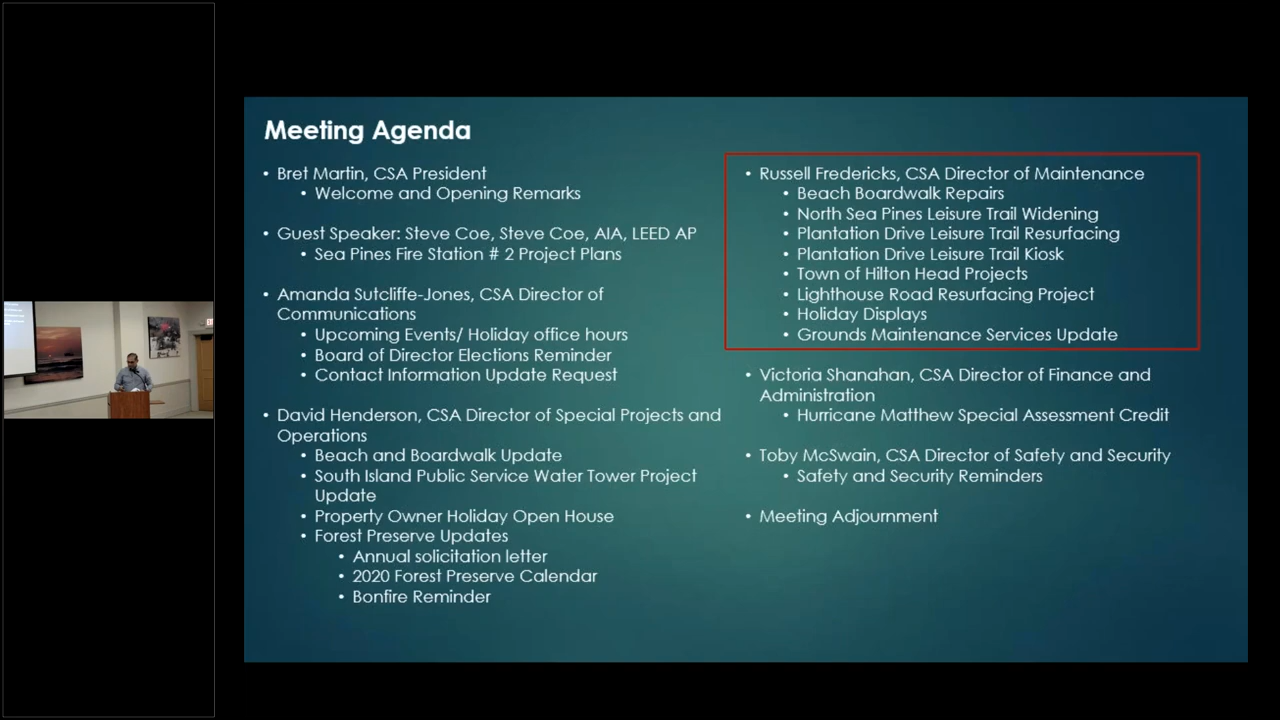 Meeting Agenda
• Bret Martin, CSA President
• Welcome and Opening Remarks
• Guest Speaker: Steve Coe, Steve Coe, AIA, LEED AP
• Sea Pines Fire Station # 2 Project Plans
• Amanda Sutcliffe-Jones, CSA Director of
Communications
• Upcoming Events/ Holiday office hours
• Board of Director Elections Reminder
• Contact Information Update Request
• David Henderson, CSA Director of Special Projects and
Operations
• Beach and Boardwalk Update
• South Island Public Service Water Tower Project
Update
• Property Owner Holiday Open House
• Forest Preserve Updates
• Annual solicitation letter
• 2020 Forest Preserve Calendar
• Bonfire Reminder
• Russell Fredericks, CSA Director of Maintenance
• Beach Boardwalk Repairs
• North Sea Pines Leisure Trail Widening
• Plantation Drive Leisure Trail Resurfacing
• Plantation Drive Leisure Trail Kiosk
• Town of Hilton Head Projects
• Lighthouse Road Resurfacing Project
• Holiday Displays
• Grounds Maintenance Services Update
• Victoria Shanahan, CSA Director of Finance and
Administration
• Hurricane Matthew Special Assessment Credit
• Toby McSwain, CSA Director of Safety and Security
• Safety and Security Reminders
• Meeting Adjournment